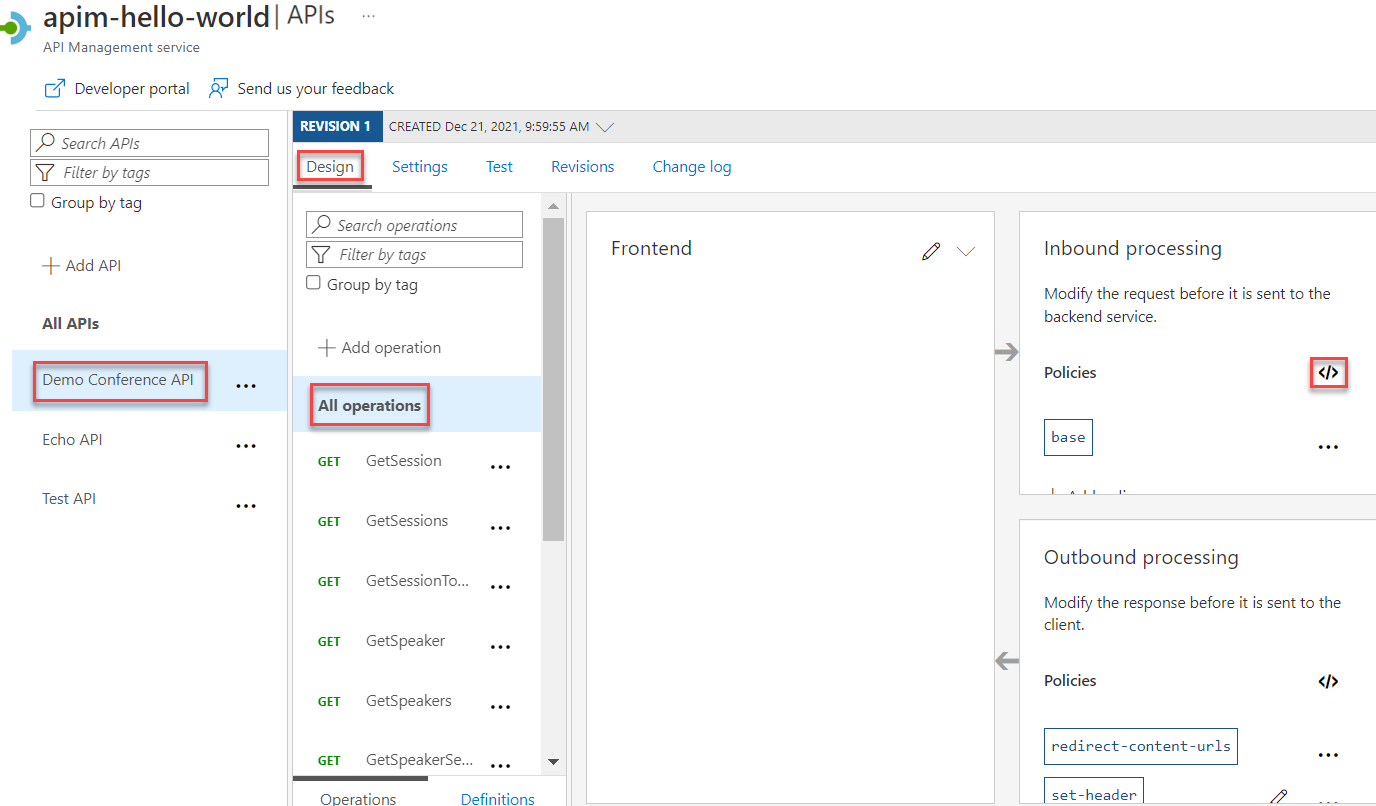 apim-hello-world | APIs ...
API Management service
Developer portal Send us your feedback
Search APIs
Filter by tags
Group by tag
Add API
All APIs
Demo Conference API
Echo API
Test API
REVISION 1 CREATED Dec 21, 2021, 9:59:55 AM
Design Settings Test Revisions Change log
Search operations
Filter by tags
Group by tag
Add operation
All operations
GET GetSession
GET GetSessions
GET GetSessionTo...
GET GetSpeaker
GET GetSpeakers
GET GetSpeakerSe...
Operations Definitions
Frontend
Inbound processing
Modify the request before it is sent to the
backend service.
Policies </>
base
Outbound processing
Modify the response before it is sent to the
client.
Policies </>
redirect-content-urls
set-header